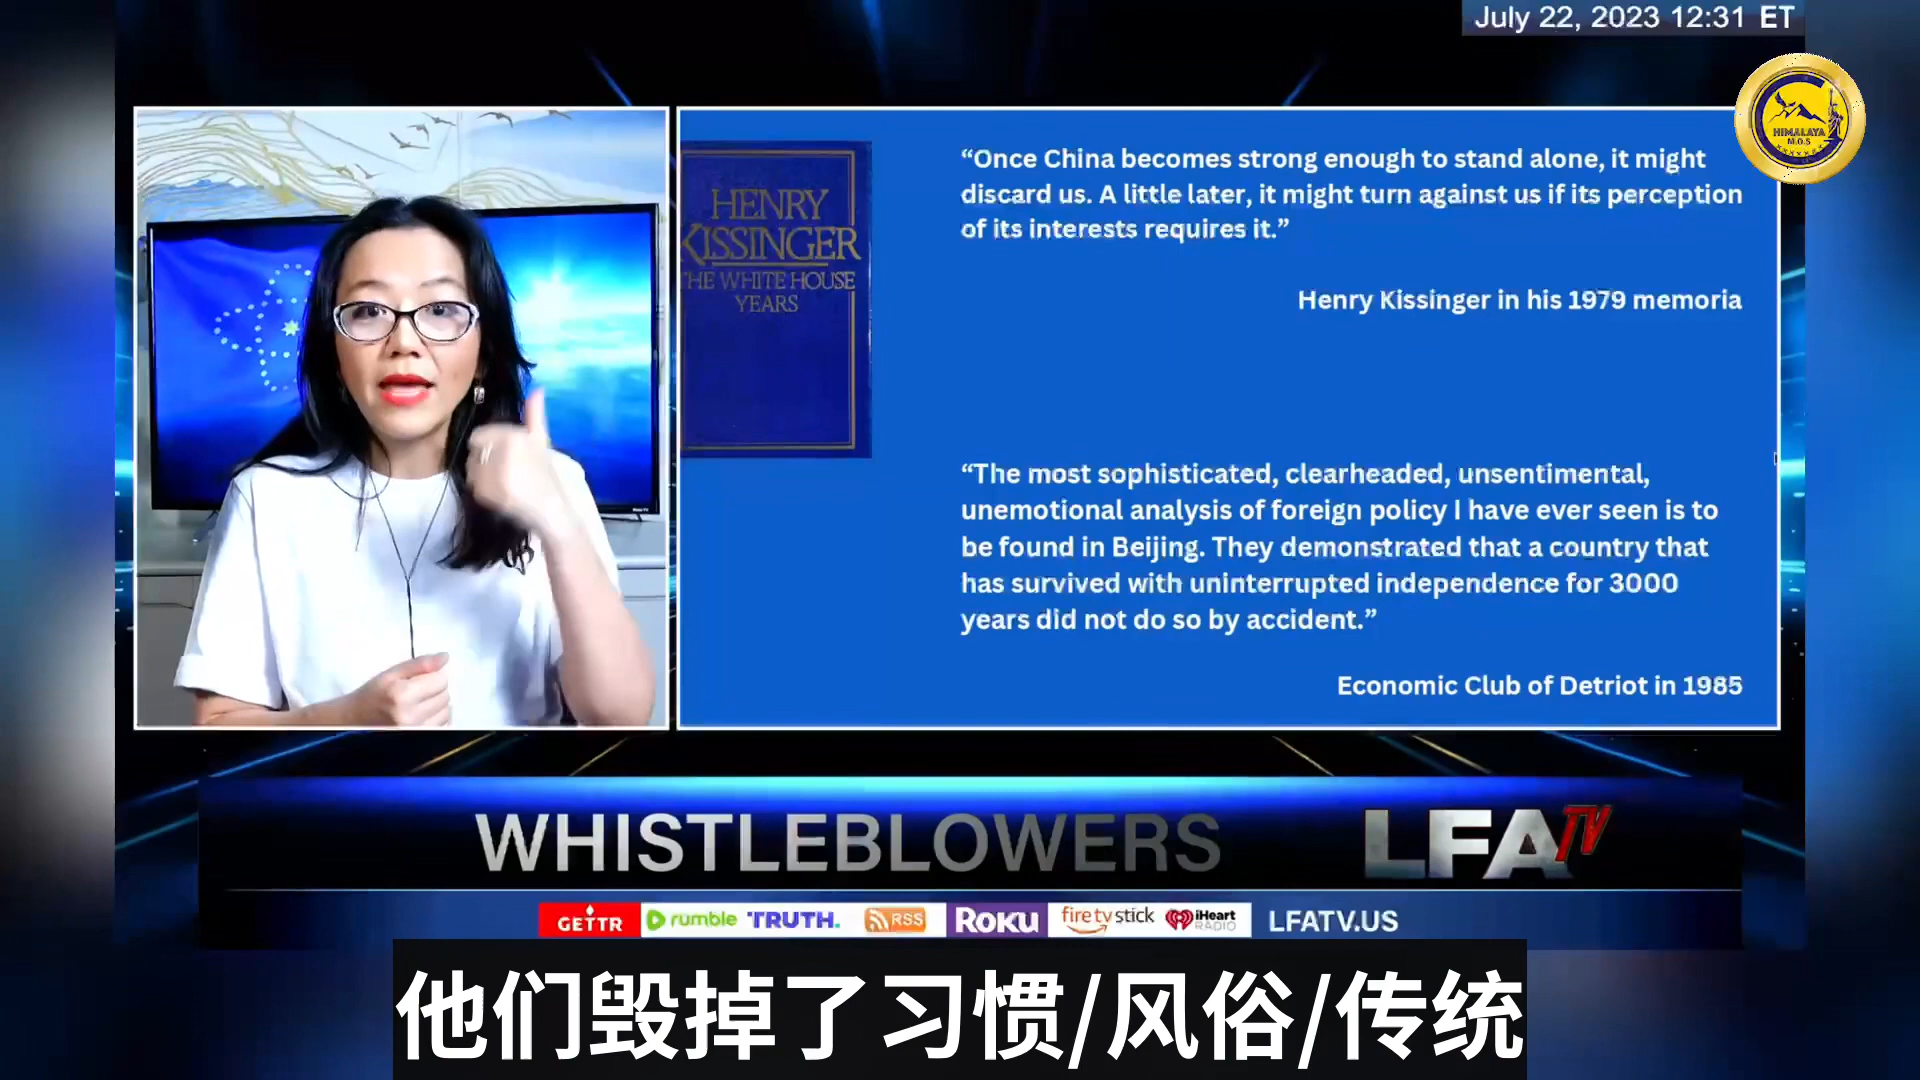 July 22, 2023 12:31 ET
HIMALAYA
M.O.S
HENRY
KISSINGER
THE WHITE HOUSE
YEARS
“Once China becomes strong enough to stand alone, it might
discard us. A little later, it might turn against us if its perception
of its interests requires it.”
Henry Kissinger in his 1979 memoria
“The most sophisticated, clearheaded, unsentimental,
unemotional analysis of foreign policy I have ever seen is to
be found in Beijing. They demonstrated that a country that
has survived with uninterrupted independence for 3000
years did not do so by accident.”
Economic Club of Detriot in 1985
WHISTLEBLOWERS
LFA TV
GETTR rumble TRUTH. RSS ROKU fire tv stick iHeart RADIO LFATV.US
他们毁掉了习惯/风俗/传统